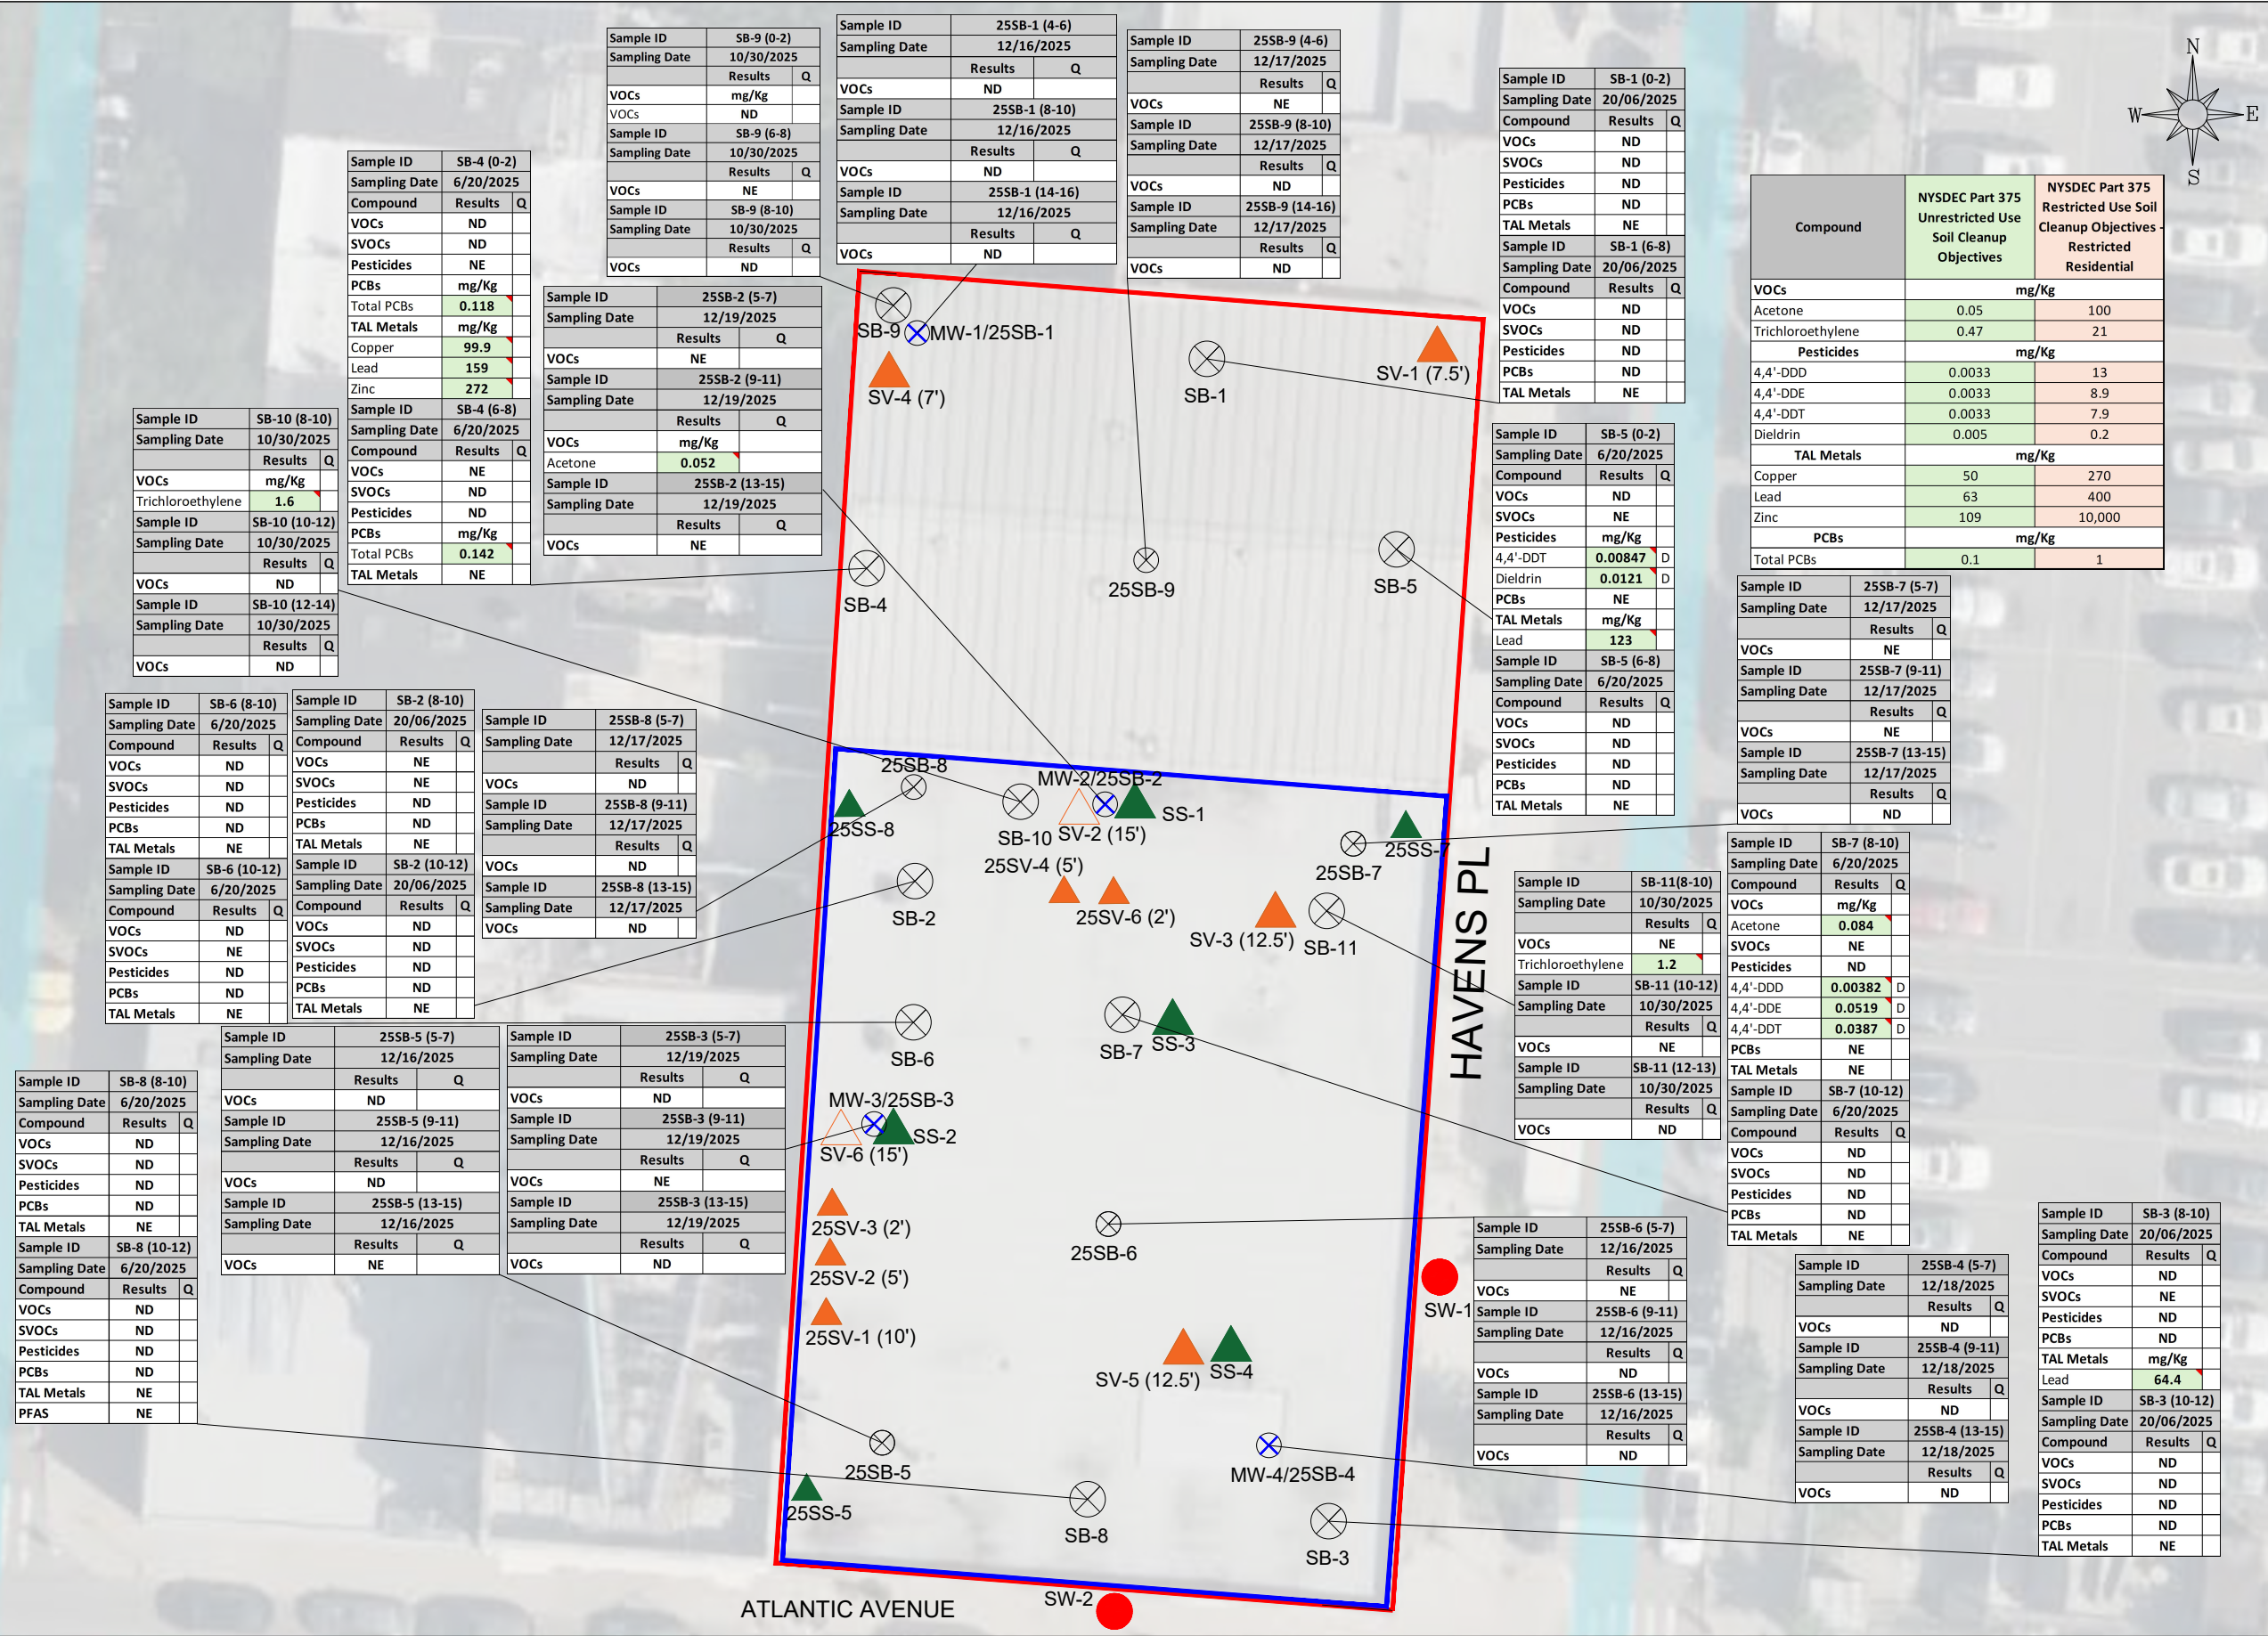 N
W E
S
Sample ID SB-9 (0-2)
Sampling Date 10/30/2025
Results Q
VOCs mg/Kg
VOCs ND
Sample ID SB-9 (6-8)
Sampling Date 10/30/2025
Results Q
VOCs NE
Sample ID SB-9 (8-10)
Sampling Date 10/30/2025
Results Q
VOCs ND
Sample ID 25SB-1 (4-6)
Sampling Date 12/16/2025
Results Q
VOCs ND
Sample ID 25SB-1 (8-10)
Sampling Date 12/16/2025
Results Q
VOCs ND
Sample ID 25SB-1 (14-16)
Sampling Date 12/16/2025
Results Q
VOCs ND
Sample ID 25SB-9 (4-6)
Sampling Date 12/17/2025
Results Q
VOCs NE
Sample ID 25SB-9 (8-10)
Sampling Date 12/17/2025
Results Q
VOCs ND
Sample ID 25SB-9 (14-16)
Sampling Date 12/17/2025
Results Q
VOCs ND
Sample ID SB-1 (0-2)
Sampling Date 20/06/2025
Compound Results Q
VOCs ND
SVOCs ND
Pesticides ND
PCBs ND
TAL Metals NE
Sample ID SB-1 (6-8)
Sampling Date 20/06/2025
Compound Results Q
VOCs ND
SVOCs ND
Pesticides ND
PCBs ND
TAL Metals NE
Compound
NYSDEC Part 375
Unrestricted Use
Soil Cleanup
Objectives
NYSDEC Part 375
Restricted Use Soil
Cleanup Objectives -
Restricted
Residential
VOCs mg/Kg
Acetone 0.05 100
Trichloroethylene 0.47 21
Pesticides mg/Kg
4,4'-DDD 0.0033 13
4,4'-DDE 0.0033 8.9
4,4'-DDT 0.0033 7.9
Dieldrin 0.005 0.2
TAL Metals mg/Kg
Copper 50 270
Lead 63 400
Zinc 109 10,000
PCBs mg/Kg
Total PCBs 0.1 1
Sample ID SB-4 (0-2)
Sampling Date 6/20/2025
Compound Results Q
VOCs ND
SVOCs ND
Pesticides NE
PCBs mg/Kg
Total PCBs 0.118
TAL Metals mg/Kg
Copper 99.9
Lead 159
Zinc 272
Sample ID SB-4 (6-8)
Sampling Date 6/20/2025
Compound Results Q
VOCs NE
SVOCs ND
Pesticides ND
PCBs mg/Kg
Total PCBs 0.142
TAL Metals NE
Sample ID 25SB-2 (5-7)
Sampling Date 12/19/2025
Results Q
VOCs NE
Sample ID 25SB-2 (9-11)
Sampling Date 12/19/2025
Results Q
VOCs mg/Kg
Acetone 0.052
Sample ID 25SB-2 (13-15)
Sampling Date 12/19/2025
Results Q
VOCs NE
Sample ID SB-10 (8-10)
Sampling Date 10/30/2025
Results Q
VOCs mg/Kg
Trichloroethylene 1.6
Sample ID SB-10 (10-12)
Sampling Date 10/30/2025
Results Q
VOCs ND
Sample ID SB-10 (12-14)
Sampling Date 10/30/2025
Results Q
VOCs ND
SB-9
MW-1/25SB-1
SV-4 (7')
SB-1
SV-1 (7.5')
SB-4
25SB-9
SB-5
Sample ID SB-5 (0-2)
Sampling Date 6/20/2025
Compound Results Q
VOCs ND
SVOCs NE
Pesticides mg/Kg
4,4'-DDT 0.00847 D
Dieldrin 0.0121 D
PCBs NE
TAL Metals mg/Kg
Lead 123
Sample ID SB-5 (6-8)
Sampling Date 6/20/2025
Compound Results Q
VOCs ND
SVOCs ND
Pesticides ND
PCBs ND
TAL Metals NE
Sample ID 25SB-7 (5-7)
Sampling Date 12/17/2025
Results Q
VOCs NE
Sample ID 25SB-7 (9-11)
Sampling Date 12/17/2025
Results Q
VOCs NE
Sample ID 25SB-7 (13-15)
Sampling Date 12/17/2025
Results Q
VOCs ND
Sample ID SB-6 (8-10)
Sampling Date 6/20/2025
Compound Results Q
VOCs ND
SVOCs ND
Pesticides ND
PCBs ND
TAL Metals NE
Sample ID SB-6 (10-12)
Sampling Date 6/20/2025
Compound Results Q
VOCs ND
SVOCs NE
Pesticides ND
PCBs ND
TAL Metals NE
Sample ID SB-2 (8-10)
Sampling Date 20/06/2025
Compound Results Q
VOCs NE
SVOCs NE
Pesticides ND
PCBs ND
TAL Metals NE
Sample ID SB-2 (10-12)
Sampling Date 20/06/2025
Compound Results Q
VOCs ND
SVOCs ND
Pesticides ND
PCBs ND
TAL Metals NE
Sample ID 25SB-8 (5-7)
Sampling Date 12/17/2025
Results Q
VOCs ND
Sample ID 25SB-8 (9-11)
Sampling Date 12/17/2025
Results Q
VOCs ND
Sample ID 25SB-8 (13-15)
Sampling Date 12/17/2025
VOCs ND
25SB-8
MW-2/25SB-2
25SS-8
SB-10
SV-2 (15')
SS-1
25SV-4 (5')
25SB-7
25SS-7
SB-2
25SV-6 (2')
SV-3 (12.5')
SB-11
HAVENS PL
SB-6
SB-7
SS-3
MW-3/25SB-3
SS-2
SV-6 (15')
25SV-3 (2')
25SB-6
25SV-2 (5')
25SV-1 (10')
SW-1
SV-5 (12.5')
SS-4
25SB-5
MW-4/25SB-4
25SS-5
SB-8
SB-3
SW-2
ATLANTIC AVENUE
Sample ID SB-11(8-10)
Sampling Date 10/30/2025
Results Q
VOCs NE
Trichloroethylene 1.2
Sample ID SB-11 (10-12)
Sampling Date 10/30/2025
Results Q
VOCs NE
Sample ID SB-11 (12-13)
Sampling Date 10/30/2025
Results Q
VOCs ND
Sample ID SB-7 (8-10)
Sampling Date 6/20/2025
Compound Results Q
VOCs mg/Kg
Acetone 0.084
SVOCs NE
Pesticides ND
4,4'-DDD 0.00382 D
4,4'-DDE 0.0519 D
4,4'-DDT 0.0387 D
PCBs NE
TAL Metals NE
Sample ID SB-7 (10-12)
Sampling Date 6/20/2025
Compound Results Q
VOCs ND
SVOCs ND
Pesticides ND
PCBs ND
TAL Metals NE
Sample ID SB-8 (8-10)
Sampling Date 6/20/2025
Compound Results Q
VOCs ND
SVOCs ND
Pesticides ND
PCBs ND
TAL Metals NE
Sample ID SB-8 (10-12)
Sampling Date 6/20/2025
Compound Results Q
VOCs ND
SVOCs ND
Pesticides ND
PCBs ND
TAL Metals NE
PFAS NE
Sample ID 25SB-5 (5-7)
Sampling Date 12/16/2025
Results Q
VOCs ND
Sample ID 25SB-5 (9-11)
Sampling Date 12/16/2025
Results Q
VOCs ND
Sample ID 25SB-5 (13-15)
Sampling Date 12/16/2025
Results Q
VOCs NE
Sample ID 25SB-3 (5-7)
Sampling Date 12/19/2025
Results Q
VOCs ND
Sample ID 25SB-3 (9-11)
Sampling Date 12/19/2025
Results Q
VOCs NE
Sample ID 25SB-3 (13-15)
Sampling Date 12/19/2025
Results Q
VOCs ND
Sample ID 25SB-6 (5-7)
Sampling Date 12/16/2025
Results Q
VOCs NE
Sample ID 25SB-6 (9-11)
Sampling Date 12/16/2025
Results Q
VOCs ND
Sample ID 25SB-6 (13-15)
Sampling Date 12/16/2025
Results Q
VOCs ND
Sample ID 25SB-4 (5-7)
Sampling Date 12/18/2025
Results Q
VOCs ND
Sample ID 25SB-4 (9-11)
Sampling Date 12/18/2025
Results Q
VOCs ND
Sample ID 25SB-4 (13-15)
Sampling Date 12/18/2025
Results Q
VOCs ND
Sample ID SB-3 (8-10)
Sampling Date 20/06/2025
Compound Results Q
VOCs ND
SVOCs NE
Pesticides ND
PCBs ND
TAL Metals mg/Kg
Lead 64.4
Sample ID SB-3 (10-12)
Sampling Date 20/06/2025
Compound Results Q
VOCs ND
SVOCs ND
Pesticides ND
PCBs ND
TAL Metals NE